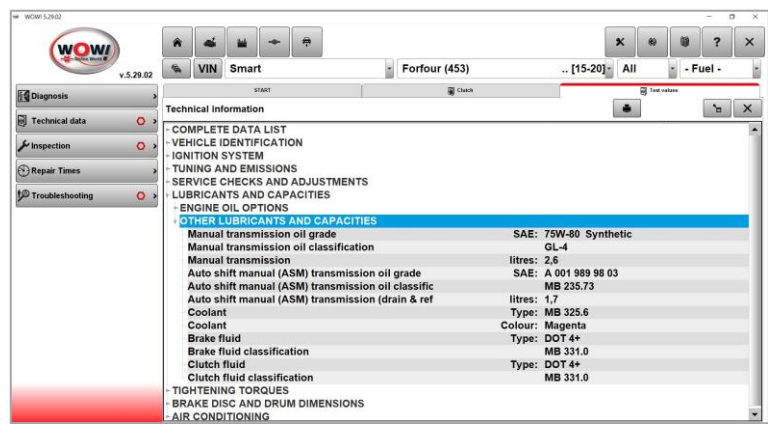 WOW! 5.29.02
WOW!
v.5.29.02
VIN Smart Forfour (453) .. [15-20] All - Fuel -
START Clutch Test values
Diagnosis
Technical data
Inspection
Repair Times
Troubleshooting
Technical information
COMPLETE DATA LIST
VEHICLE IDENTIFICATION
IGNITION SYSTEM
TUNING AND EMISSIONS
SERVICE CHECKS AND ADJUSTMENTS
LUBRICANTS AND CAPACITIES
ENGINE OIL OPTIONS
OTHER LUBRICANTS AND CAPACITIES
Manual transmission oil grade SAE: 75W-80 Synthetic
Manual transmission oil classification GL-4
Manual transmission litres: 2,6
Auto shift manual (ASM) transmission oil grade SAE: A 001 989 98 03
Auto shift manual (ASM) transmission oil classific MB 235.73
Auto shift manual (ASM) transmission (drain & ref litres: 1,7
Coolant Type: MB 325.6
Coolant Colour: Magenta
Brake fluid Type: DOT 4+
Brake fluid classification MB 331.0
Clutch fluid Type: DOT 4+
Clutch fluid classification MB 331.0
TIGHTENING TORQUES
BRAKE DISC AND DRUM DIMENSIONS
AIR CONDITIONING